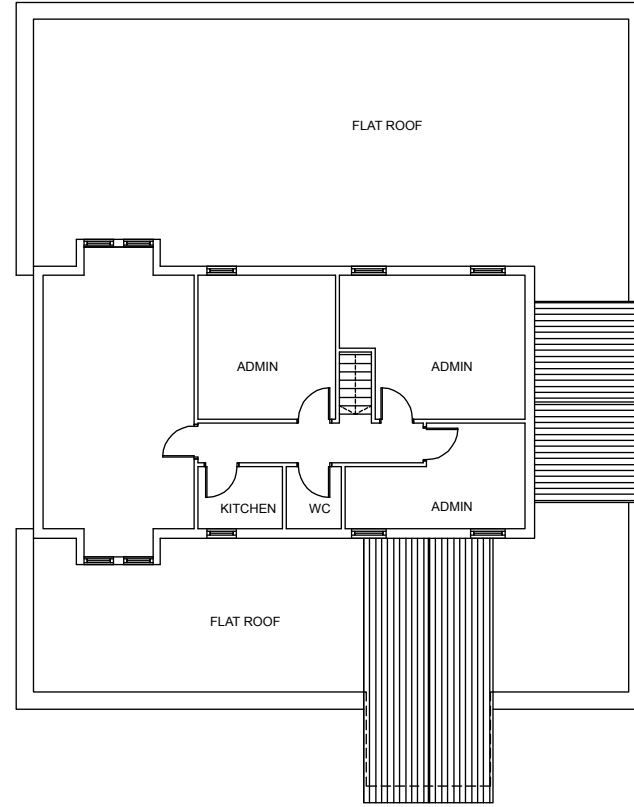 FLAT ROOF
ADMIN
ADMIN
KITCHEN
WC
ADMIN
FLAT ROOF